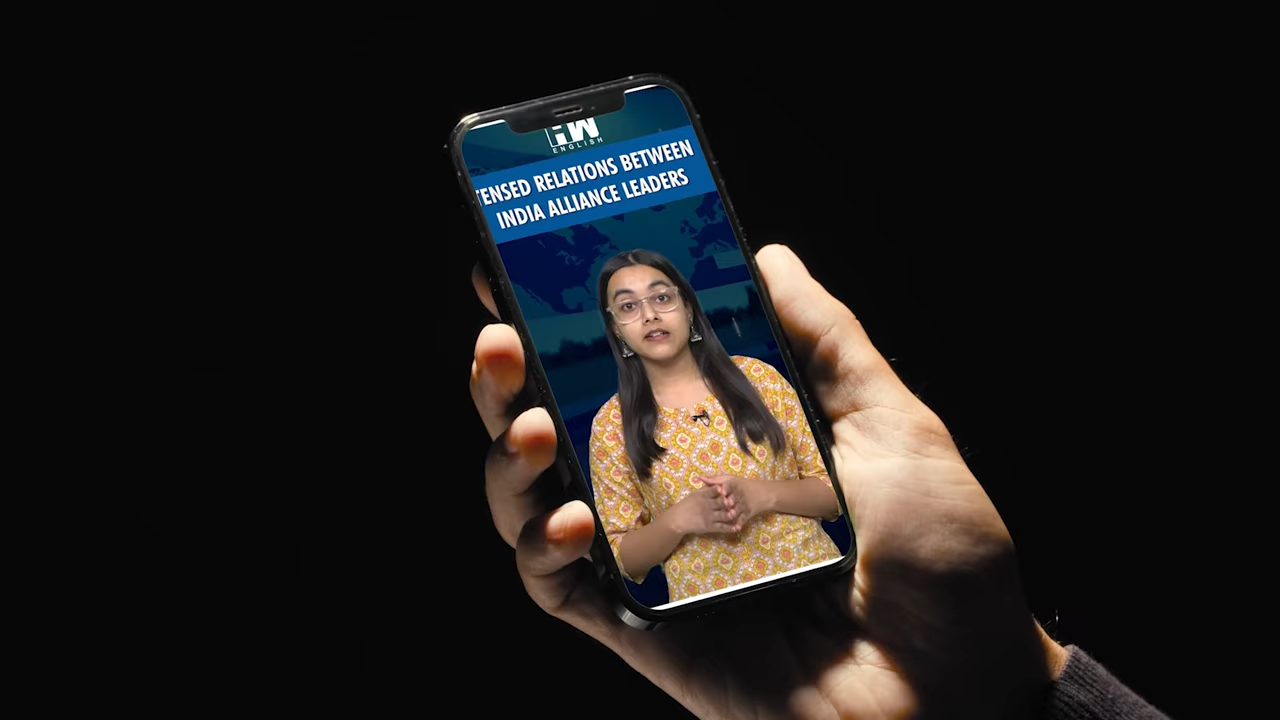 HW
ENGLISH
TENSED RELATIONS BETWEEN
INDIA ALLIANCE LEADERS